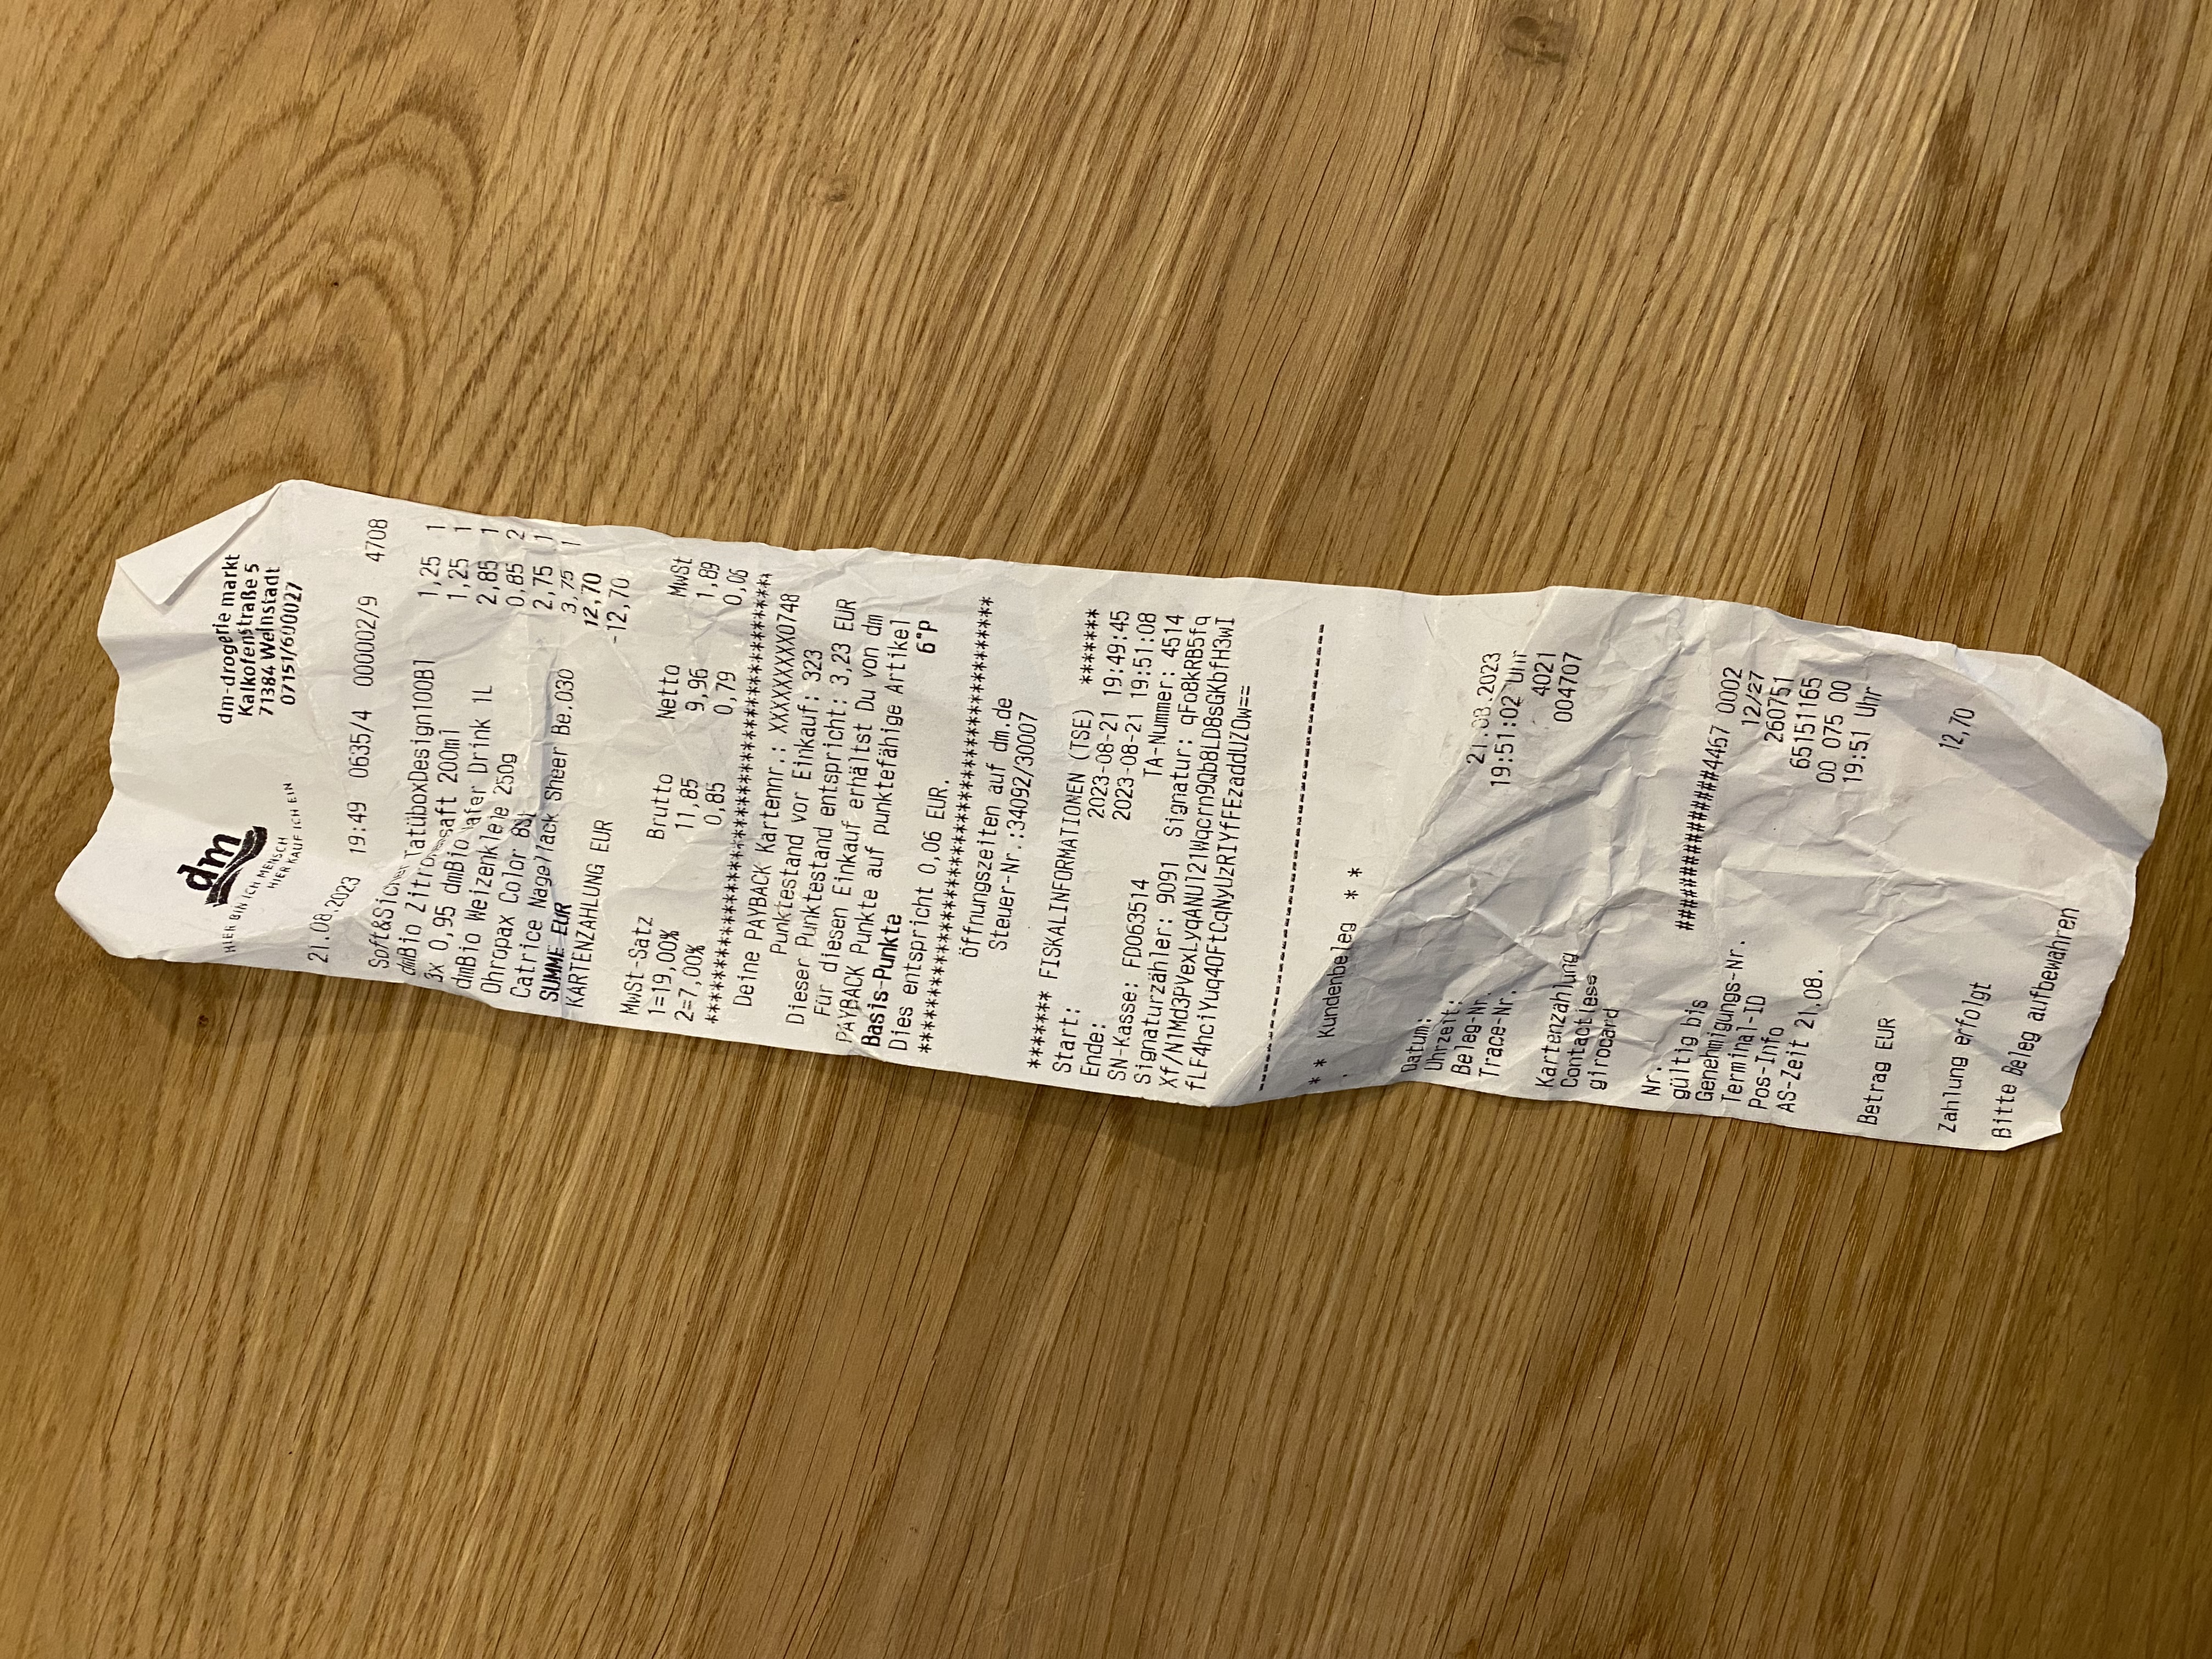 dm
HIER BIN ICH MENSCH
HIER KAUF ICH EIN
dm-drogerie markt
Kalkofenstraße 5
71384 Weinstadt
07151/600027
21.08.2023 19:49 0635/4 000002/9 4708
Soft&Sicher TatüboxDesign100Bl 1,25 1
dmBio Zitronensaft 200ml 1,25 1
3x 0,95 dmBio Hafer Drink 1L 2,85 1
dmBio Weizenkleie 250g 0,85 2
Ohropax Color 8St 2,75 1
Catrice Nagellack Sheer Be.030 3,75 1
SUMME EUR 12,70
KARTENZAHLUNG EUR -12,70
MwSt-Satz Brutto Netto MwSt
1=19,00% 11,85 9,96 1,89
2=7,00% 0,85 0,79 0,06
******************************************
Deine PAYBACK Kartennr.: XXXXXXXXX0748
Punktestand vor Einkauf: 323
Dieser Punktestand entspricht: 3,23 EUR
Für diesen Einkauf erhältst Du von dm
PAYBACK Punkte auf punktefähige Artikel
Basis-Punkte 6°P
Dies entspricht 0,06 EUR.
******************************************
Öffnungszeiten auf dm.de
Steuer-Nr.:34092/30007
******* FISKALINFORMATIONEN (TSE) *******
Start: 2023-08-21 19:49:45
Ende: 2023-08-21 19:51:08
SN-Kasse: FD063514 TA-Nummer: 4514
Signaturzähler: 9091 Signatur: qFo8kRB5fq
Xf/N1Md3PVexLyqANUl21Wqcrn9Qb8LD8sGKbfH3wI
fLF4hciYuq4OFtCqNyUzRIYfFEzaddUZOw==
------------------------------------------
* * Kundenbeleg * *
Datum: 21.08.2023
Uhrzeit: 19:51:02 Uhr
Beleg-Nr. 4021
Trace-Nr. 004707
Kartenzahlung
Contactless
girocard
Nr. ###############4467 0002
gültig bis 12/27
Genehmigungs-Nr. 260751
Terminal-ID 65151165
Pos-Info 00 075 00
AS-Zeit 21.08. 19:51 Uhr
Betrag EUR 12,70
Zahlung erfolgt
Bitte Beleg aufbewahren